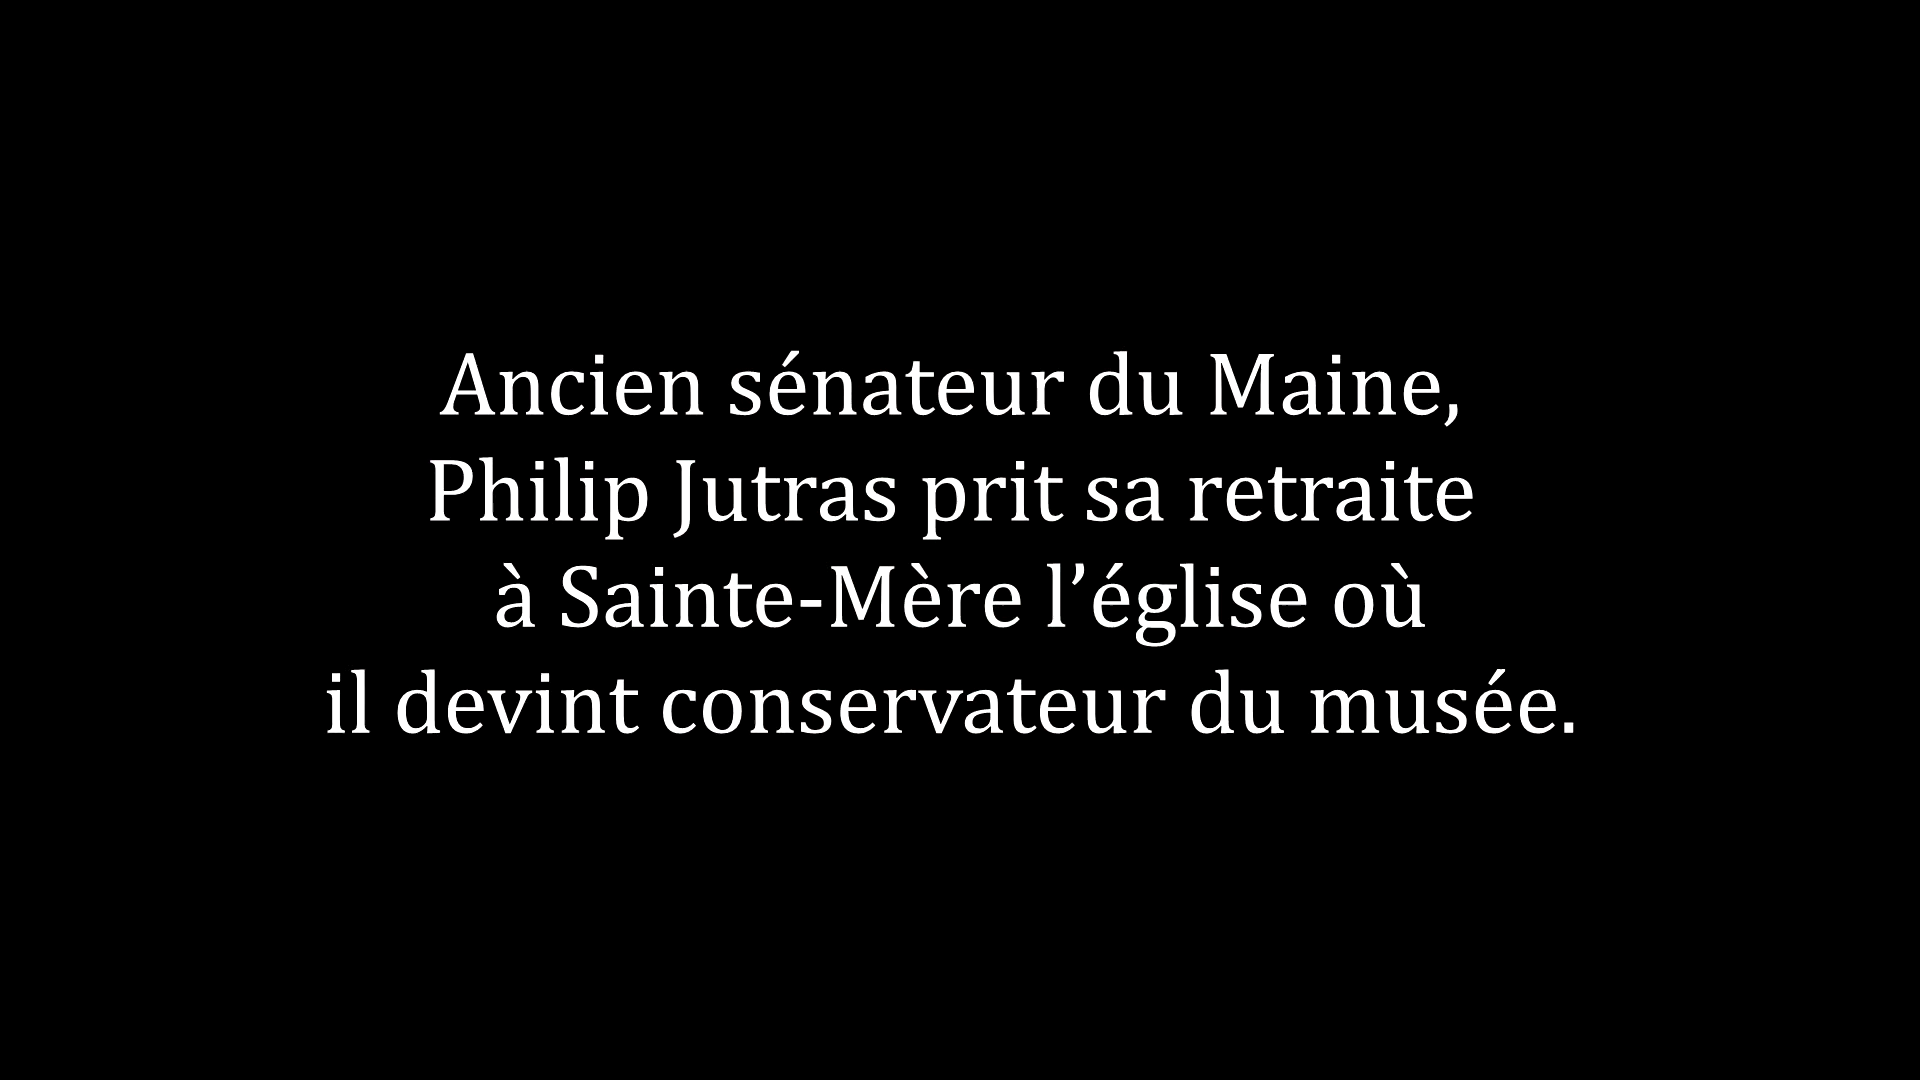 Ancien sénateur du Maine,
Philip Jutras prit sa retraite
à Sainte-Mère l’église où
il devint conservateur du musée.